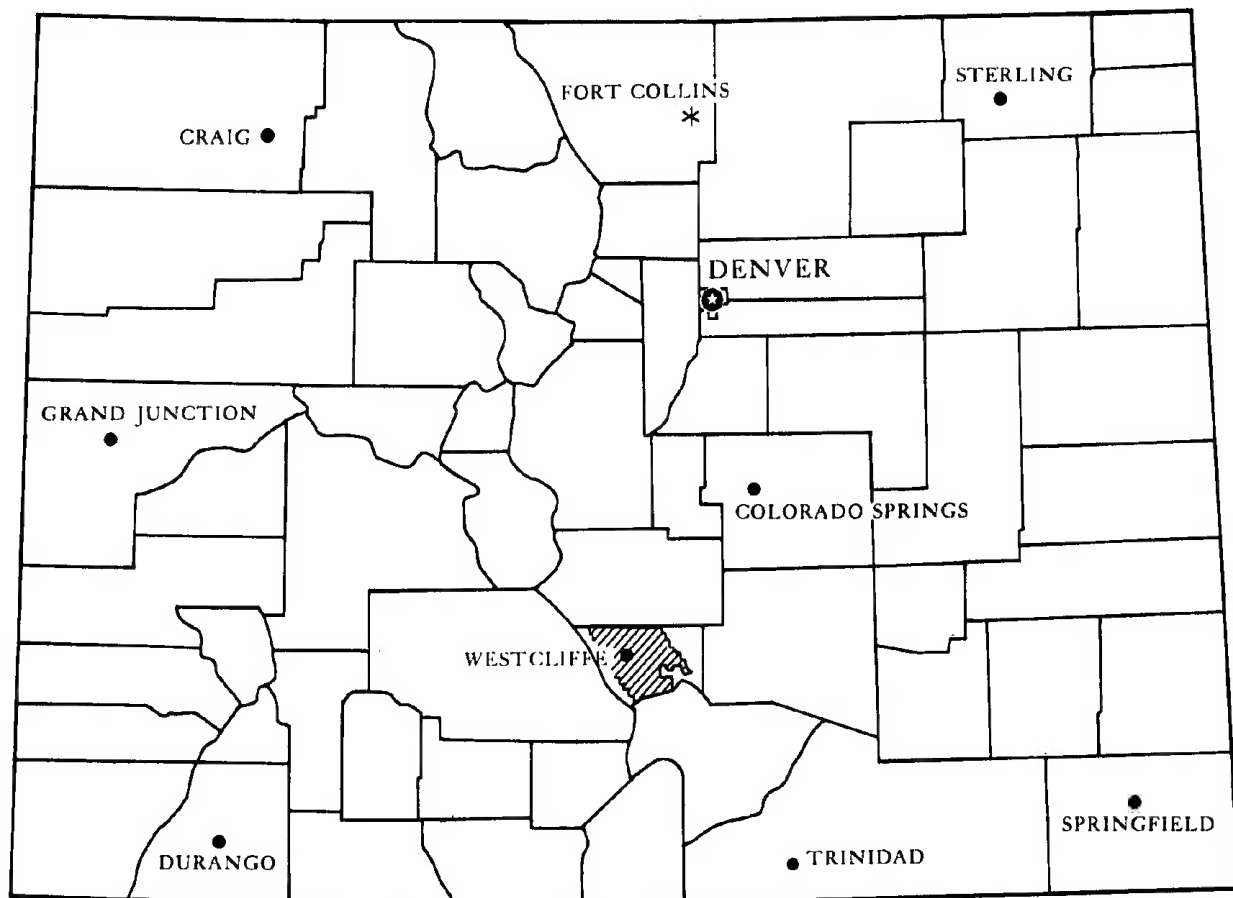 STERLING
FORT COLLINS
CRAIG
DENVER
GRAND JUNCTION
COLORADO SPRINGS
WESTCLIFFE
SPRINGFIELD
DURANGO
TRINIDAD